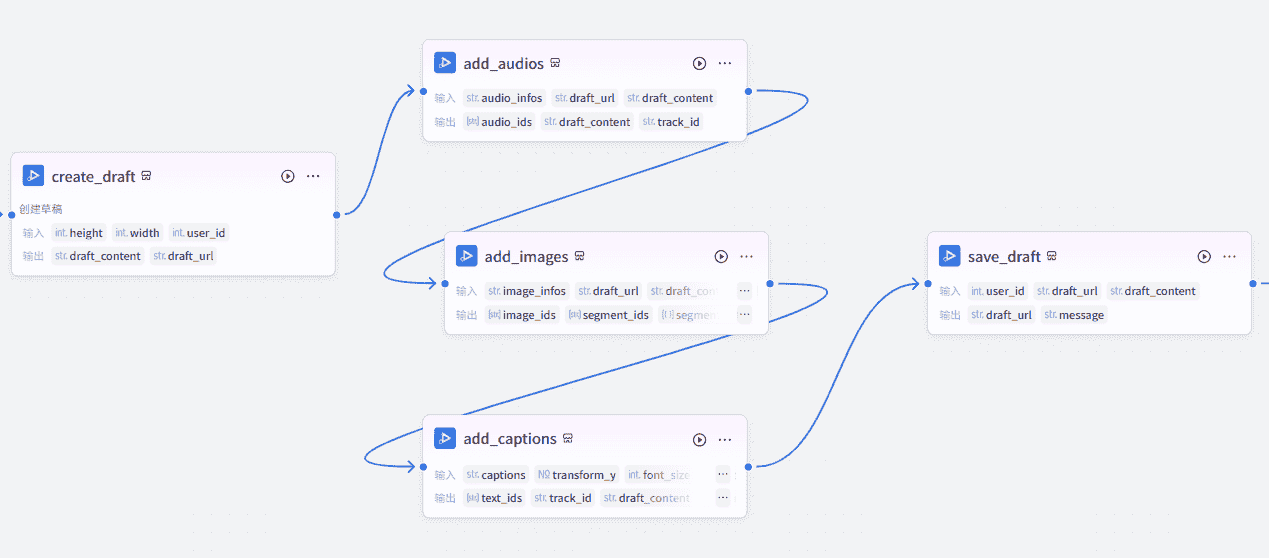 create_draft
创建草稿
输入 int. height int. width int. user_id
输出 str. draft_content str. draft_url
add_audios
输入 str. audio_infos str. draft_url str. draft_content
输出 [str] audio_ids str. draft_content str. track_id
add_images
输入 str. image_infos str. draft_url str. draft_con ...
输出 [str] image_ids [str] segment_ids [{}] segme ...
add_captions
输入 str. captions N0 transform_y int. font_size ...
输出 [str] text_ids str. track_id str. draft_content ...
save_draft
输入 int. user_id str. draft_url str. draft_content
输出 str. draft_url str. message